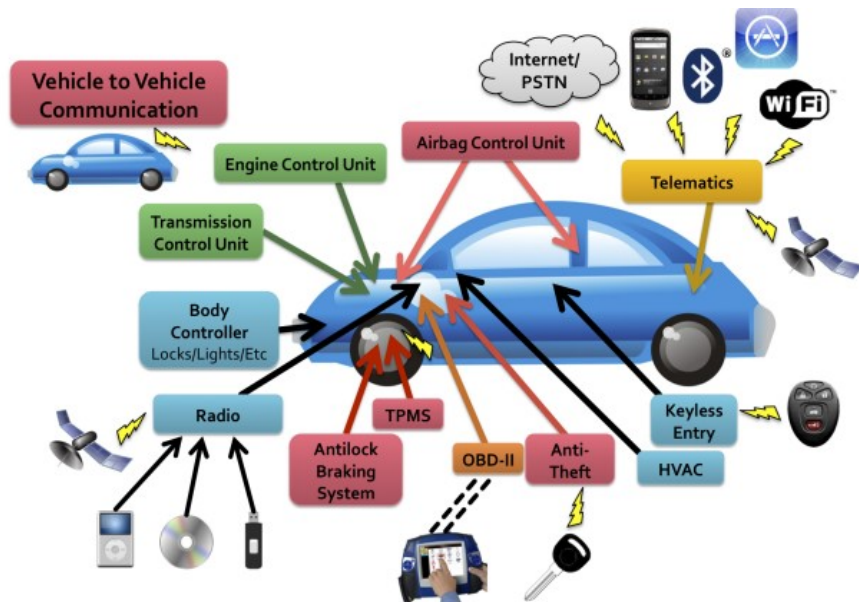 Vehicle to Vehicle
Communication
Internet/
PSTN
®
Wi Fi™
Engine Control Unit
Airbag Control Unit
Telematics
Transmission
Control Unit
Body
Controller
Locks/Lights/Etc
Radio
TPMS
Antilock
Braking
System
OBD-II
Anti-
Theft
Keyless
Entry
HVAC